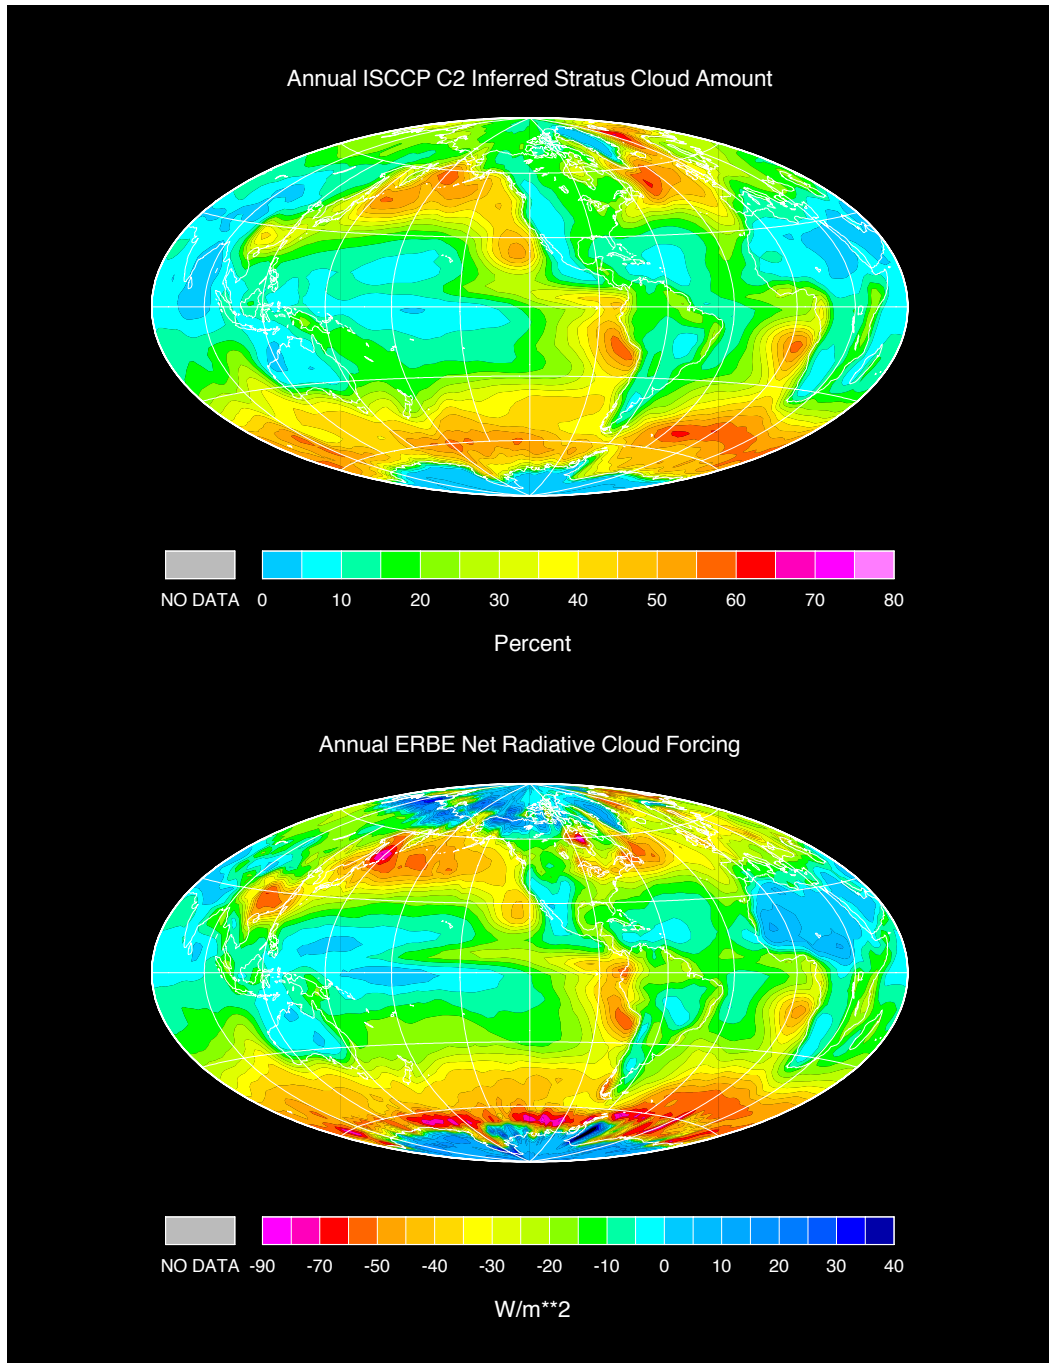 Annual ISCCP C2 Inferred Stratus Cloud Amount
NO DATA 0 10 20 30 40 50 60 70 80
Percent
Annual ERBE Net Radiative Cloud Forcing
NO DATA -90 -70 -50 -40 -30 -20 -10 0 10 20 30 40
W/m**2